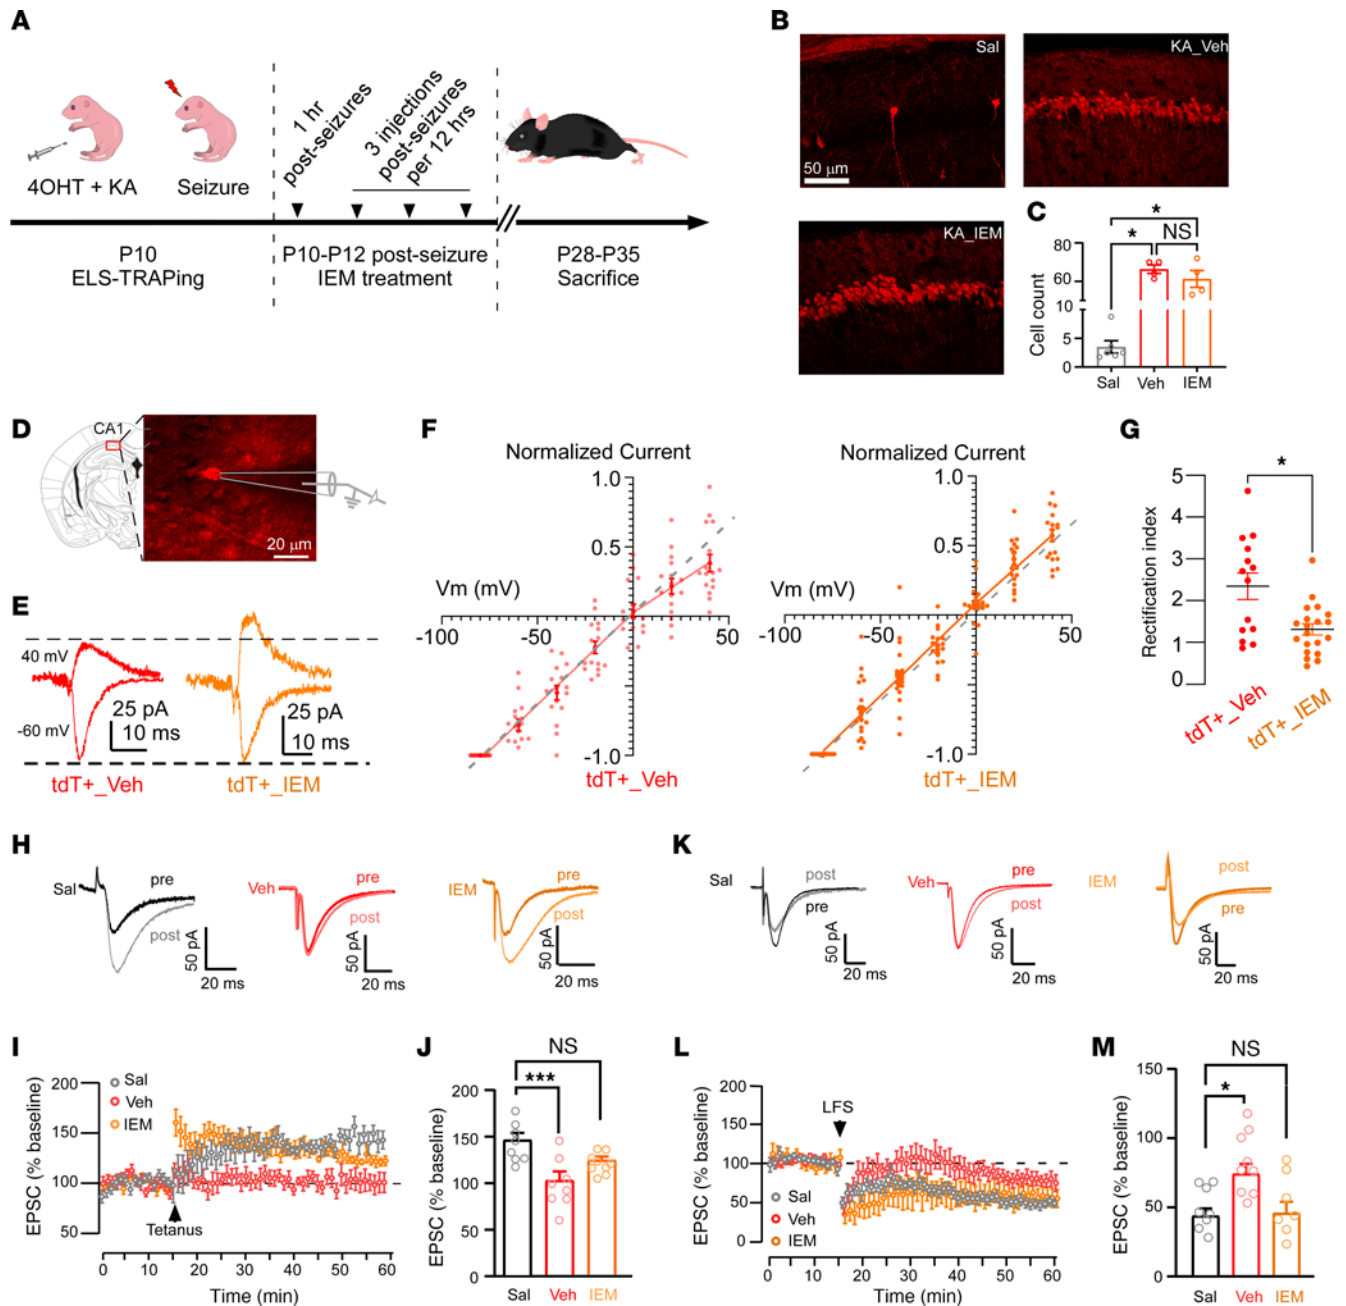 A
1 hr
post-seizures
3 injections
post-seizures
per 12 hrs
4OHT + KA
Seizure
P10
ELS-TRAPing
P10-P12 post-seizure
IEM treatment
P28-P35
Sacrifice
B
Sal
50 μm
KA_Veh
KA_IEM
C
*
* NS
Cell count
80
60
10
5
0
Sal Veh IEM
D
CA1
20 μm
E
40 mV
-60 mV
25 pA
10 ms
25 pA
10 ms
tdT+_Veh
tdT+_IEM
F
Normalized Current
1.0
0.5
Vm (mV)
-100 -50 50
-1.0
tdT+_Veh
Normalized Current
1.0
0.5
Vm (mV)
-100 -50 50
-1.0
tdT+_IEM
G
*
Rectification index
5
4
3
2
1
0
tdT+_Veh
tdT+_IEM
H
Sal
pre
post
50 pA
20 ms
Veh
pre
post
50 pA
20 ms
IEM
pre
post
50 pA
20 ms
K
Sal
post
pre
50 pA
20 ms
Veh
pre
post
50 pA
20 ms
IEM
post
pre
50 pA
20 ms
I
EPSC (% baseline)
200
150
100
50
Sal
Veh
IEM
Tetanus
0 10 20 30 40 50 60
Time (min)
J
NS
***
EPSC (% baseline)
200
150
100
50
0
Sal Veh IEM
L
EPSC (% baseline)
200
150
100
50
0
LFS
Sal
Veh
IEM
0 10 20 30 40 50 60
Time (min)
M
NS
*
EPSC (% baseline)
150
100
50
0
Sal Veh IEM